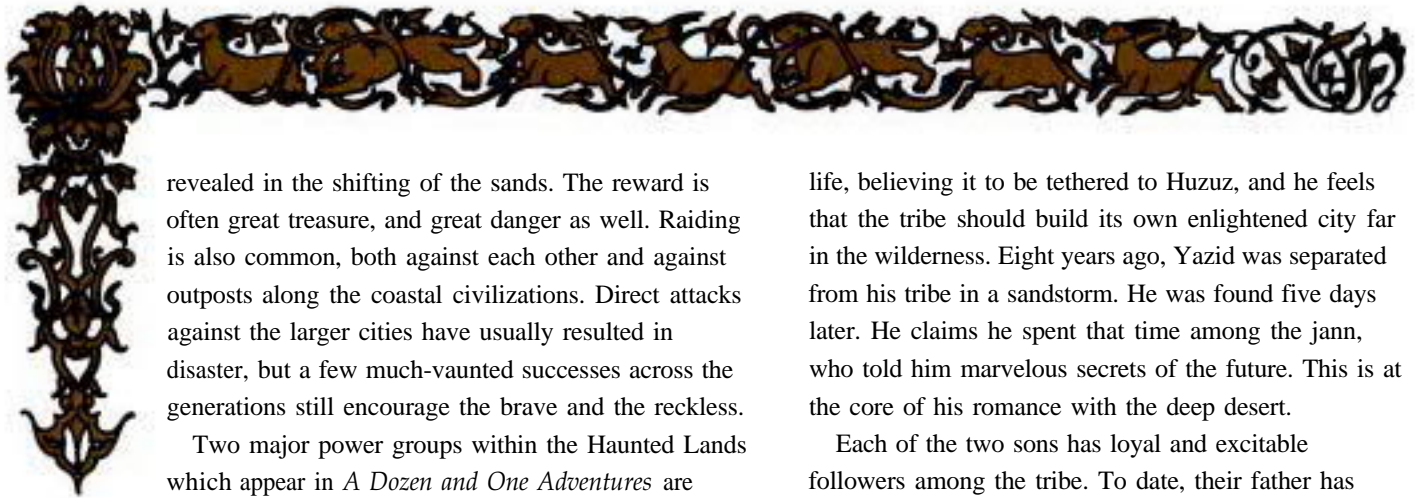 revealed in the shifting of the sands. The reward is
often great treasure, and great danger as well. Raiding
is also common, both against each other and against
outposts along the coastal civilizations. Direct attacks
against the larger cities have usually resulted in
disaster, but a few much-vaunted successes across the
generations still encourage the brave and the reckless.
Two major power groups within the Haunted Lands
which appear in A Dozen and One Adventures are
life, believing it to be tethered to Huzuz, and he feels
that the tribe should build its own enlightened city far
in the wilderness. Eight years ago, Yazid was separated
from his tribe in a sandstorm. He was found five days
later. He claims he spent that time among the jann,
who told him marvelous secrets of the future. This is at
the core of his romance with the deep desert.
Each of the two sons has loyal and excitable
followers among the tribe. To date, their father has